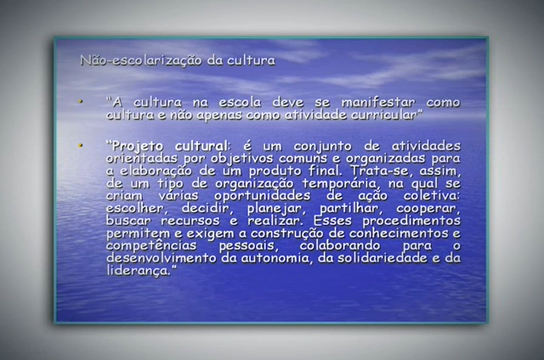 Não-escolarização da cultura
• "A cultura na escola deve se manifestar como
cultura e não apenas como atividade curricular"
• "Projeto cultural: é um conjunto de atividades
orientadas por objetivos comuns e organizadas para
a elaboração de um produto final. Trata-se, assim,
de um tipo de organização temporária, na qual se
criam várias oportunidades de ação coletiva:
escolher, decidir, planejar, partilhar, cooperar,
buscar recursos e realizar. Esses procedimentos
permitem e exigem a construção de conhecimentos e
competências pessoais, colaborando para o
desenvolvimento da autonomia, da solidariedade e da
liderança."